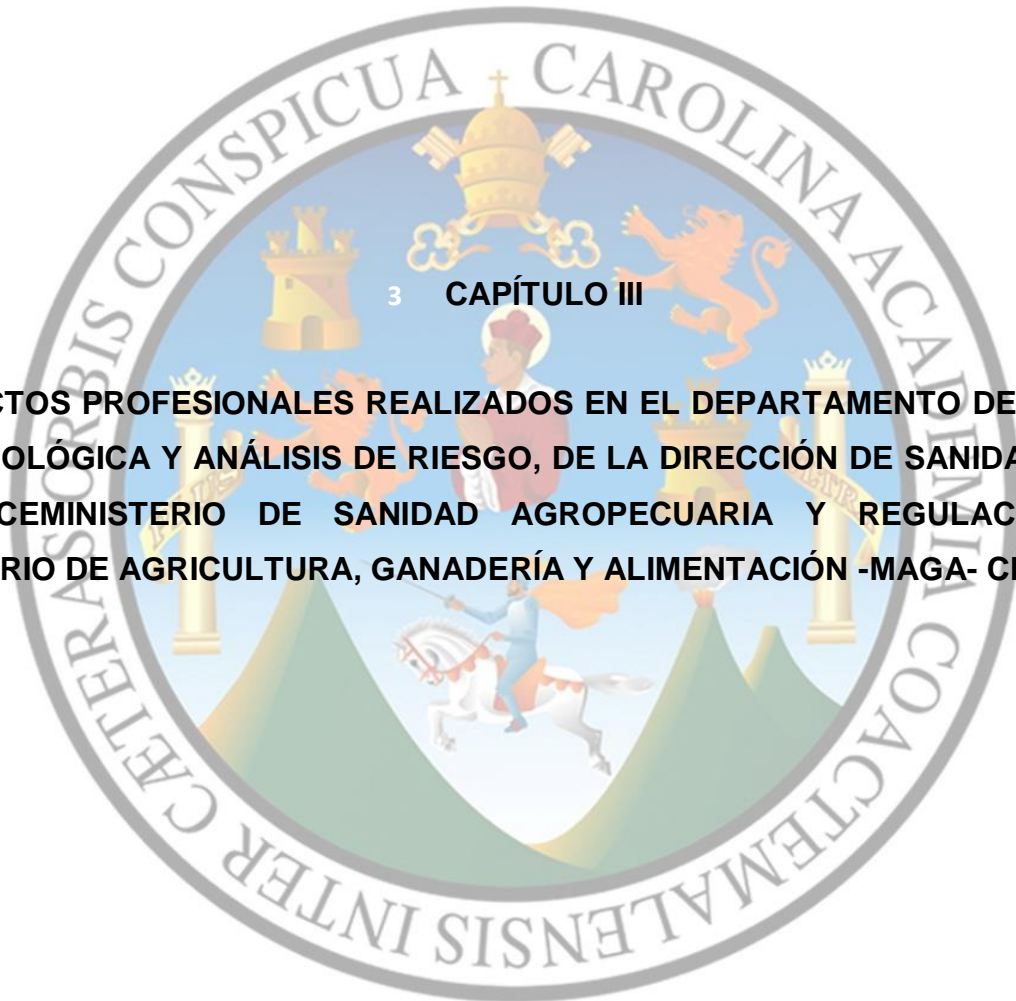 CÆTERAS ORBIS CONSPICUA CAROLINA ACADEMIA COACTEMALENSIS INTER
3 CAPÍTULO III
CTOS PROFESIONALES REALIZADOS EN EL DEPARTAMENTO DE
OLÓGICA Y ANÁLISIS DE RIESGO, DE LA DIRECCIÓN DE SANIDA
CEMINISTERIO DE SANIDAD AGROPECUARIA Y REGULAC
RIO DE AGRICULTURA, GANADERÍA Y ALIMENTACIÓN -MAGA- C